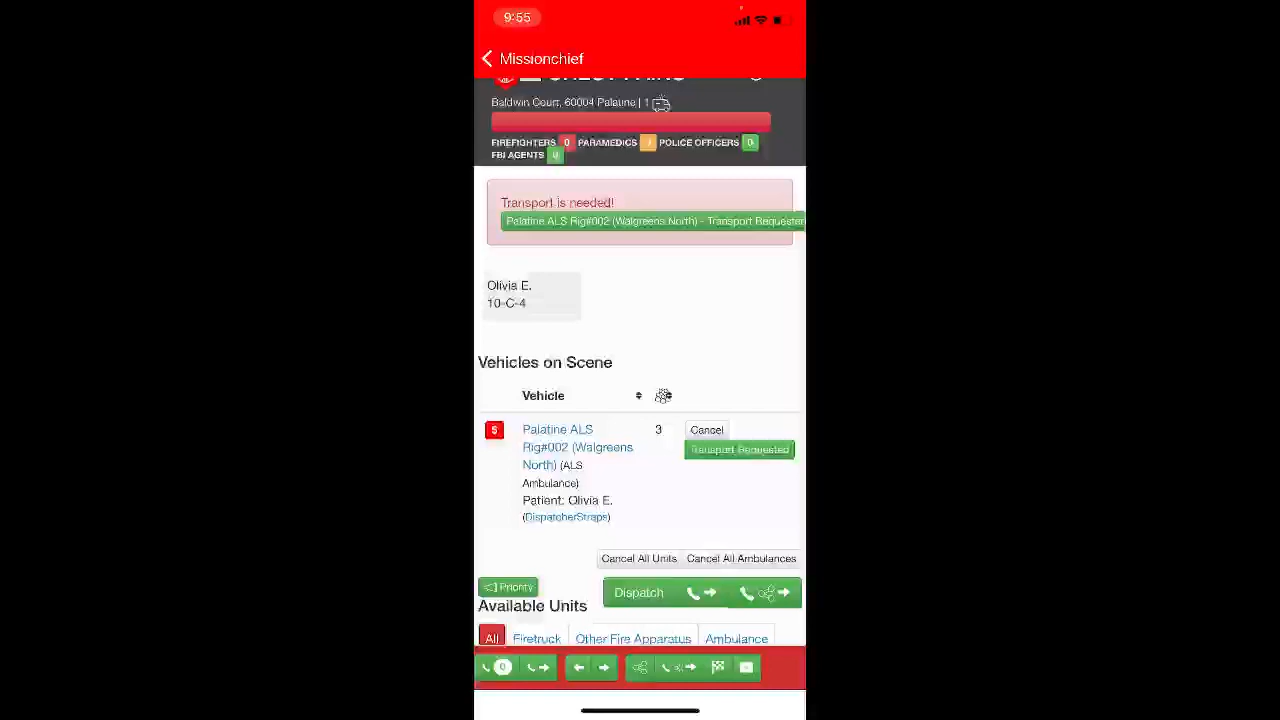 9:55
Missionchief
Baldwin Court, 60004 Palatine | 1
FIREFIGHTERS 0 PARAMEDICS POLICE OFFICERS 0
FBI AGENTS 0
Transport is needed!
Palatine ALS Rig#002 (Walgreens North) - Transport Requested
Olivia E.
10-C-4
Vehicles on Scene
Vehicle
5 Palatine ALS 3 Cancel
Rig#002 (Walgreens Transport Requested
North) (ALS
Ambulance)
Patient: Olivia E.
(DispatcherStraps)
Cancel All Units Cancel All Ambulances
Priority
Dispatch
Available Units
All Firetruck Other Fire Apparatus Ambulance
0